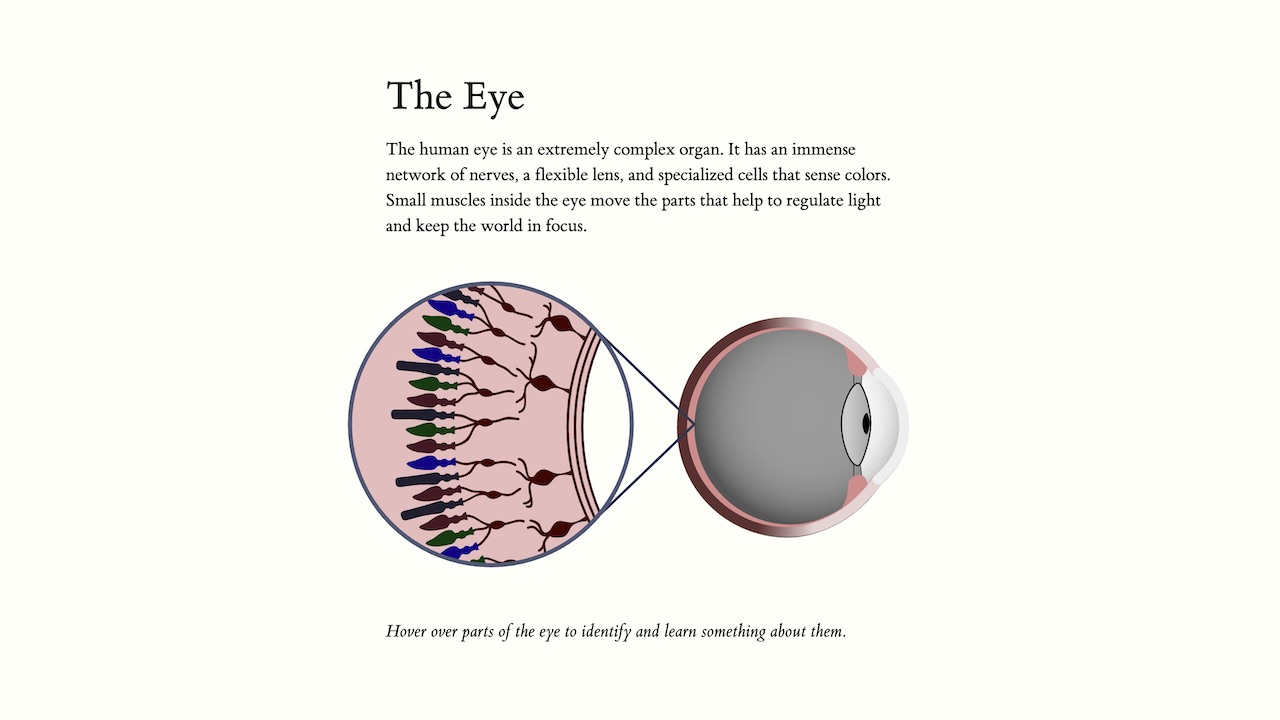 The Eye
The human eye is an extremely complex organ. It has an immense
network of nerves, a flexible lens, and specialized cells that sense colors.
Small muscles inside the eye move the parts that help to regulate light
and keep the world in focus.
Hover over parts of the eye to identify and learn something about them.